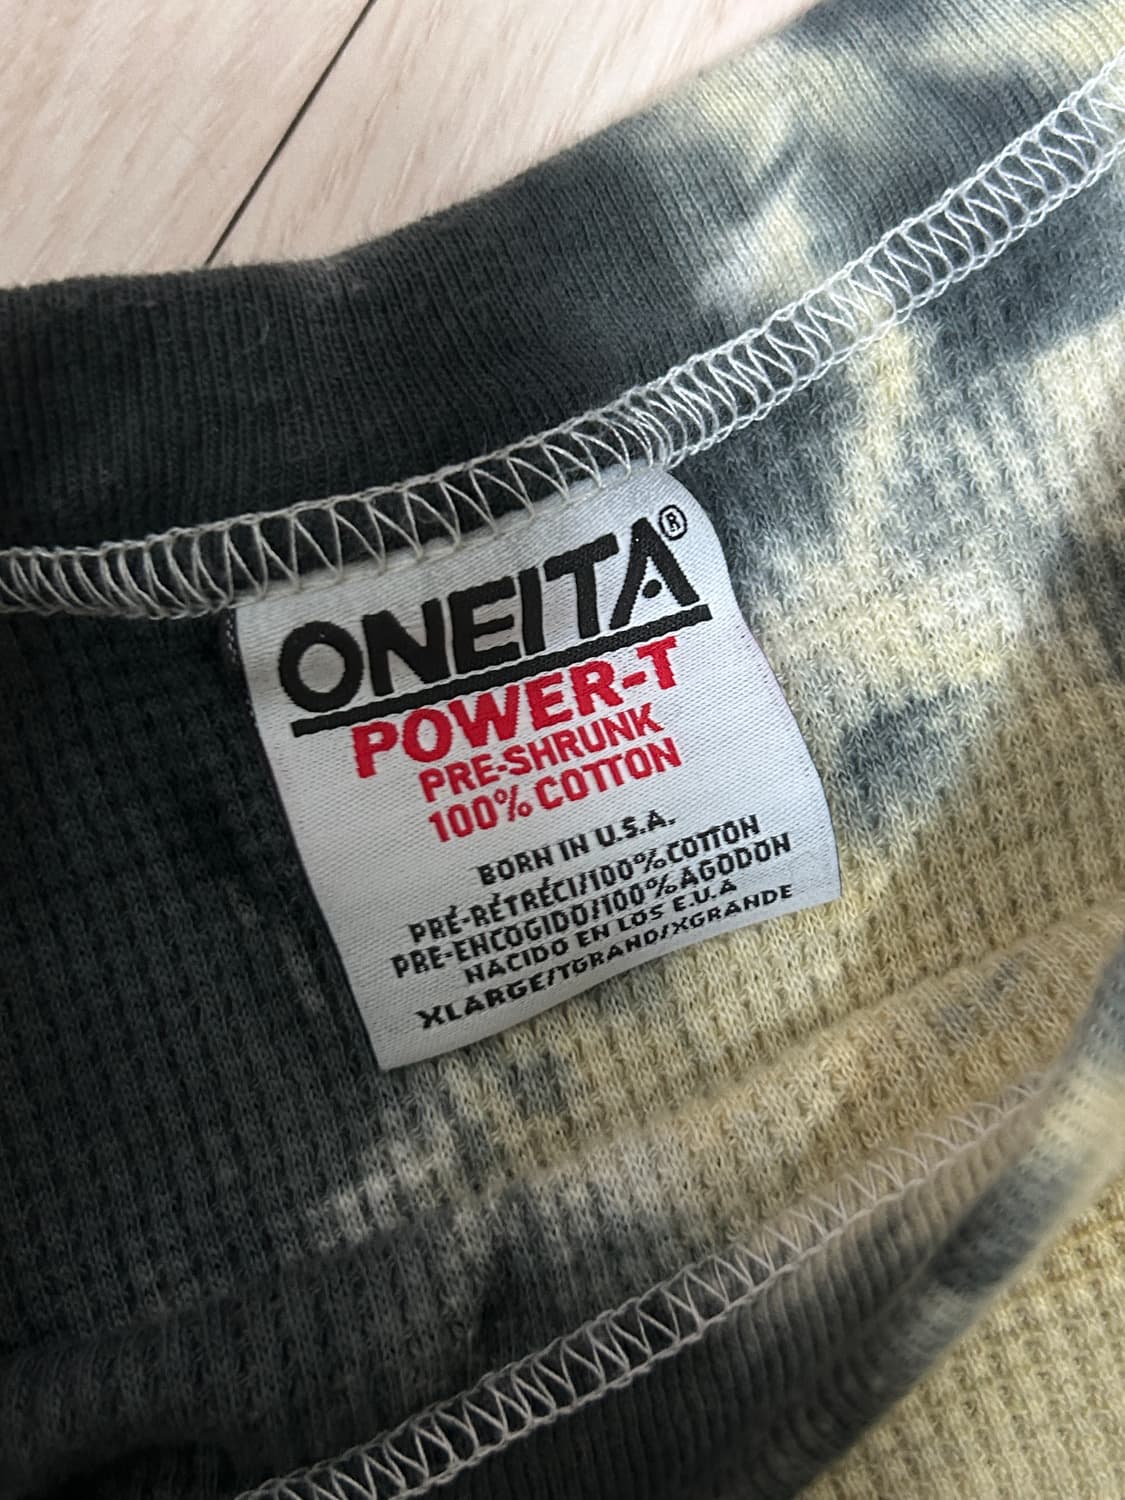 ONEITA®
POWER-T
PRE-SHRUNK
100% COTTON
BORN IN U.S.A.
PRÉ-RÉTRÉCI/100% COTTON
PRE-ENCOGIDO/100% AGODON
NACIDO EN LOS E.U.A
XLARGE/TGRAND/XGRANDE